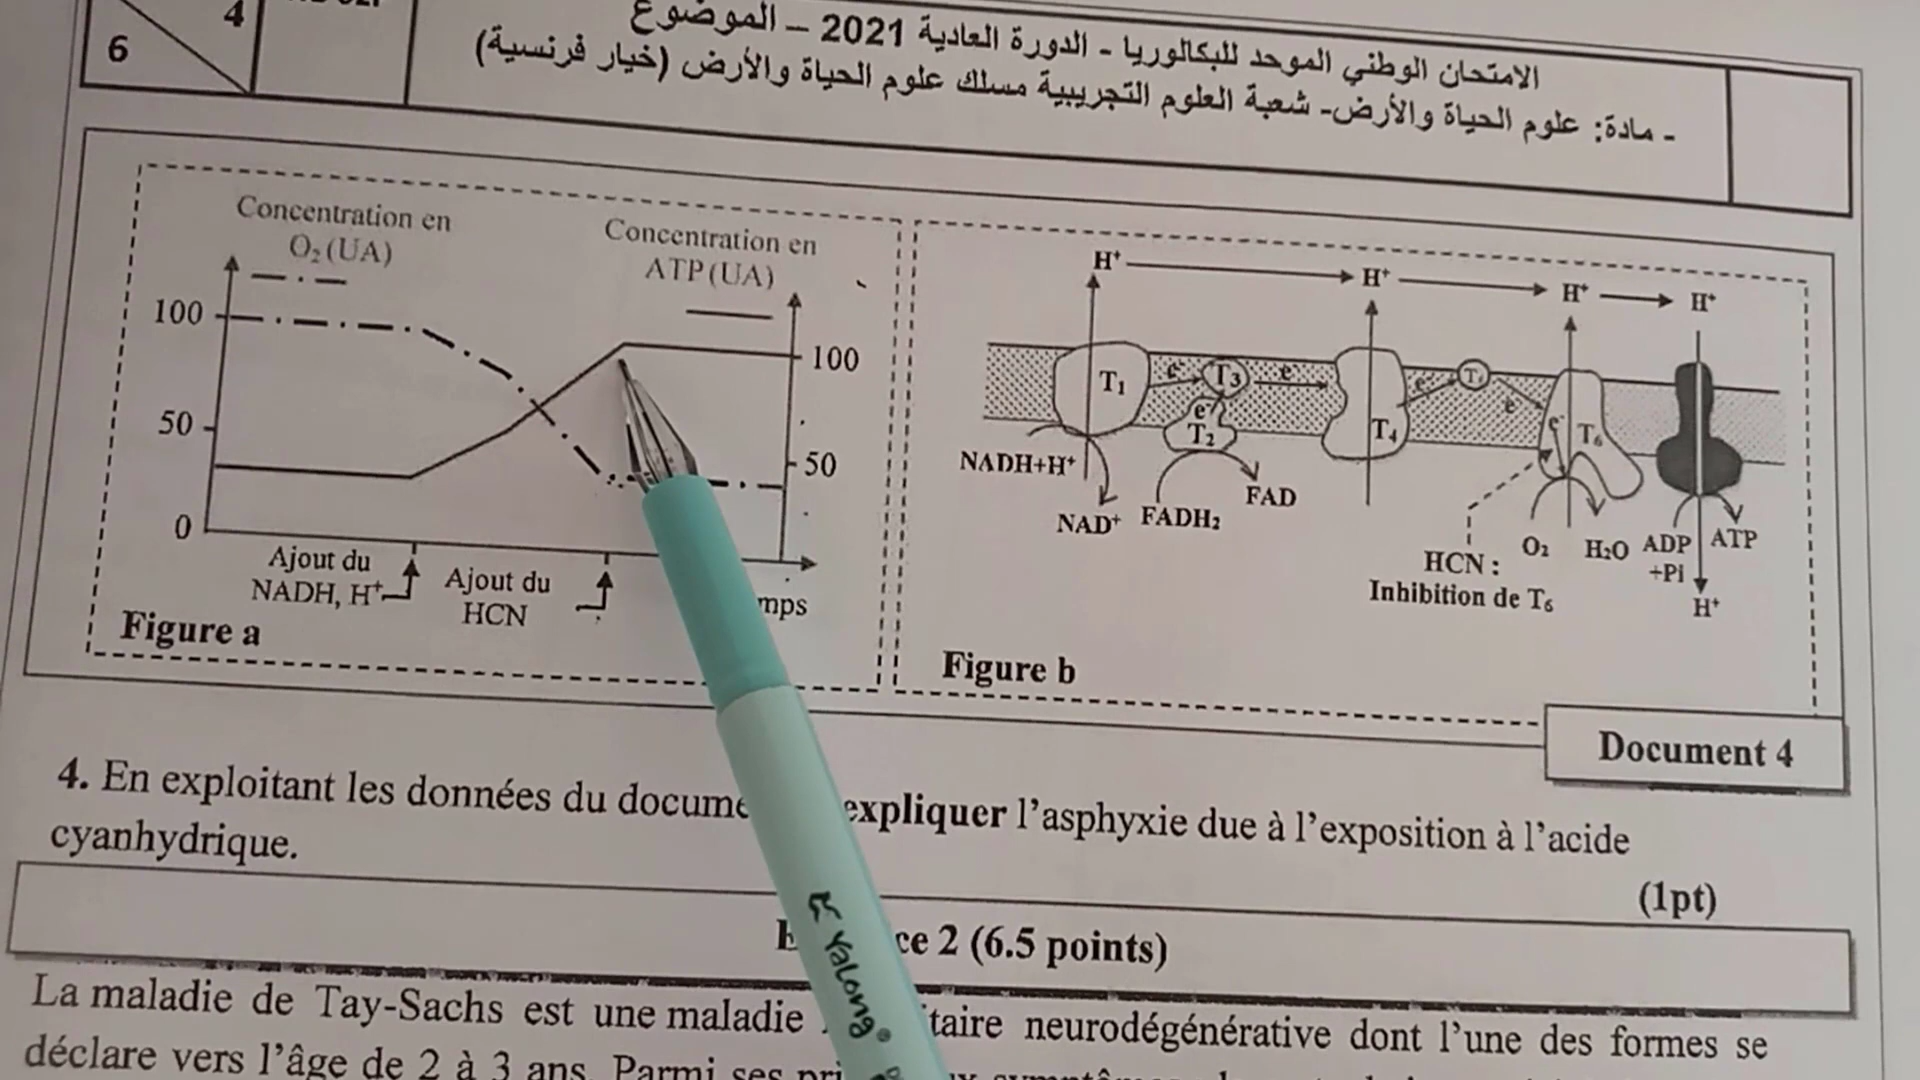 4
6
الامتحان الوطني الموحد للبكالوريا - الدورة العادية 2021 – الموضوع
- مادة: علوم الحياة والأرض- شعبة العلوم التجريبية مسلك علوم الحياة والأرض (خيار فرنسية)
Concentration en
O₂ (UA)
Concentration en
ATP (UA)
100
50
0
100
50
Ajout du
NADH, H⁺
Ajout du
HCN
mps
Figure a
H⁺
H⁺
H⁺
H⁺
T₁
e⁻
T₃
e⁻
e⁻
T₂
T₄
e⁻
e⁻
e⁻
T₆
NADH+H⁺
NAD⁺
FADH₂
FAD
HCN :
Inhibition de T₆
O₂
H₂O
ADP
+Pi
ATP
H⁺
Figure b
Document 4
4. En exploitant les données du docume expliquer l'asphyxie due à l'exposition à l'acide
cyanhydrique.
(1pt)
E ce 2 (6.5 points)
La maladie de Tay-Sachs est une maladie itaire neurodégénérative dont l'une des formes se
déclare vers l'âge de 2 à 3 ans. Parmi ses pri
Yalong